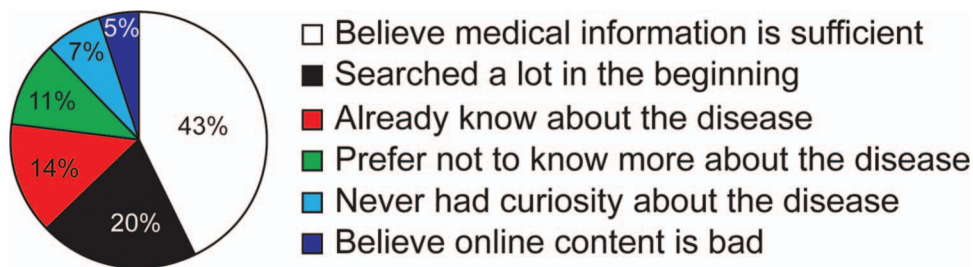 5%
7%
11%
43%
14%
20%
Believe medical information is sufficient
Searched a lot in the beginning
Already know about the disease
Prefer not to know more about the disease
Never had curiosity about the disease
Believe online content is bad